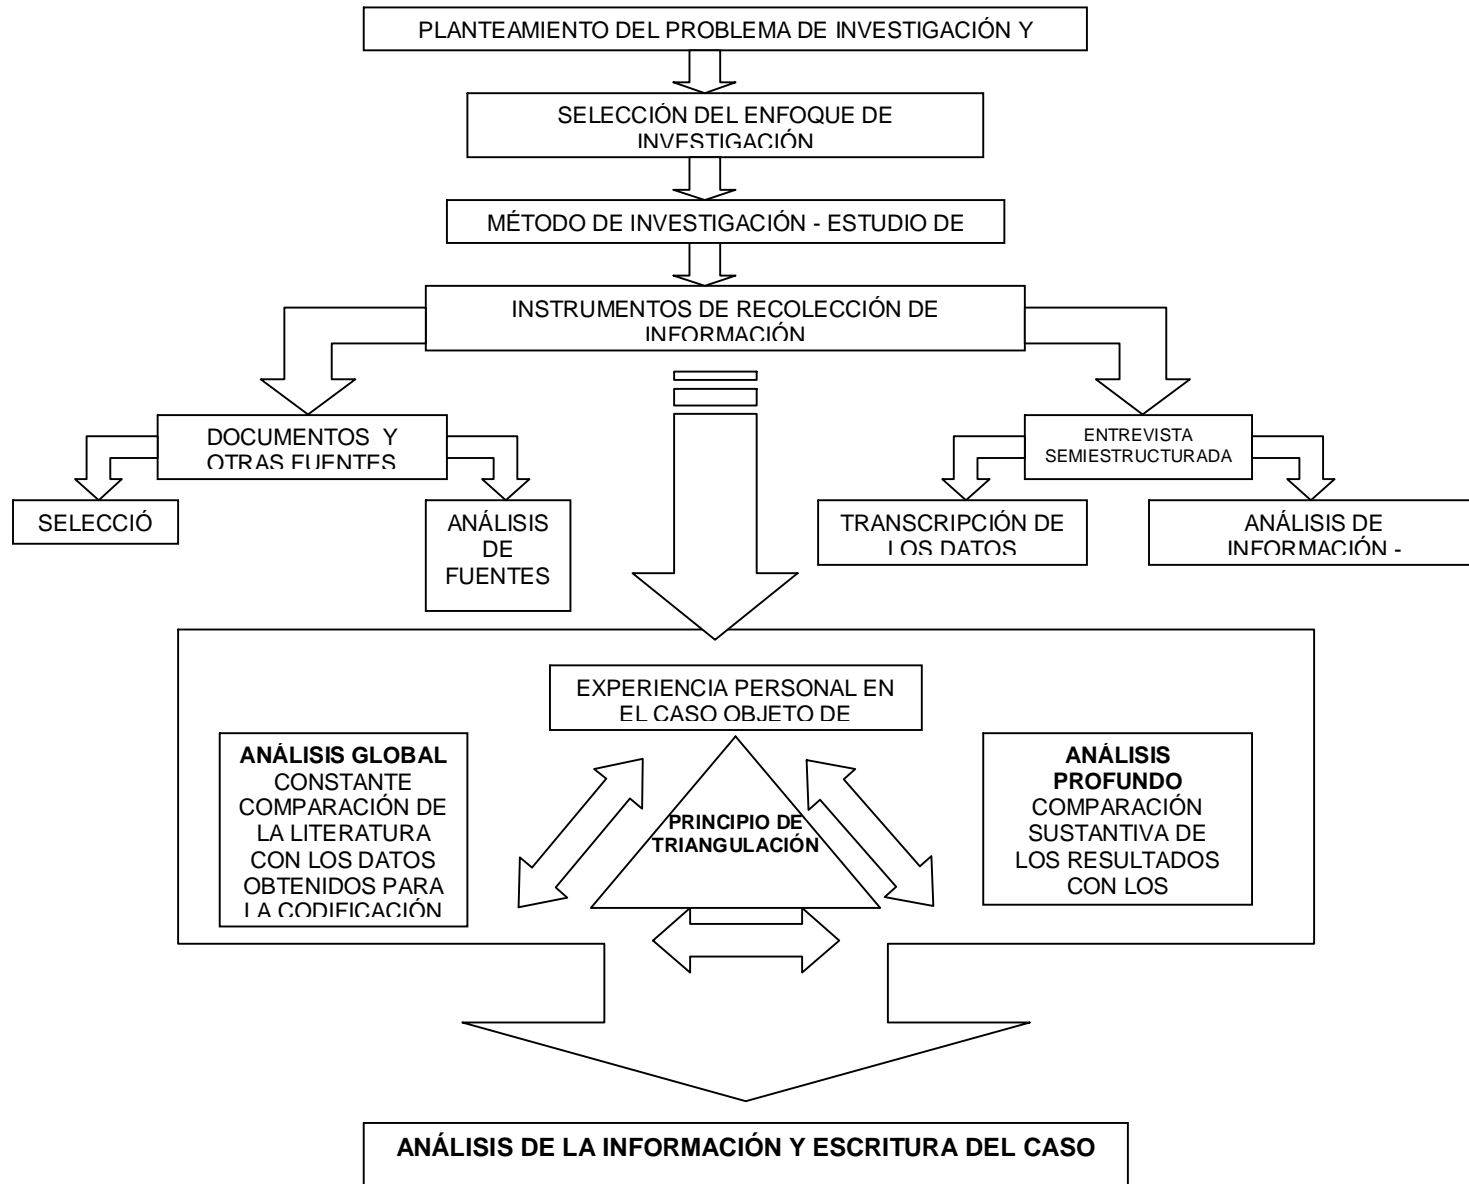 PLANTEAMIENTO DEL PROBLEMA DE INVESTIGACIÓN Y
SELECCIÓN DEL ENFOQUE DE
INVESTIGACIÓN
MÉTODO DE INVESTIGACIÓN - ESTUDIO DE
INSTRUMENTOS DE RECOLECCIÓN DE
INFORMACIÓN
DOCUMENTOS Y
OTRAS FUENTES
ENTREVISTA
SEMIESTRUCTURADA
SELECCIÓ
ANÁLISIS
DE
FUENTES
TRANSCRIPCIÓN DE
LOS DATOS
ANÁLISIS DE
INFORMACIÓN -
EXPERIENCIA PERSONAL EN
EL CASO OBJETO DE
ANÁLISIS GLOBAL
CONSTANTE
COMPARACIÓN DE
LA LITERATURA
CON LOS DATOS
OBTENIDOS PARA
LA CODIFICACIÓN
PRINCIPIO DE
TRIANGULACIÓN
ANÁLISIS
PROFUNDO
COMPARACIÓN
SUSTANTIVA DE
LOS RESULTADOS
CON LOS
ANÁLISIS DE LA INFORMACIÓN Y ESCRITURA DEL CASO